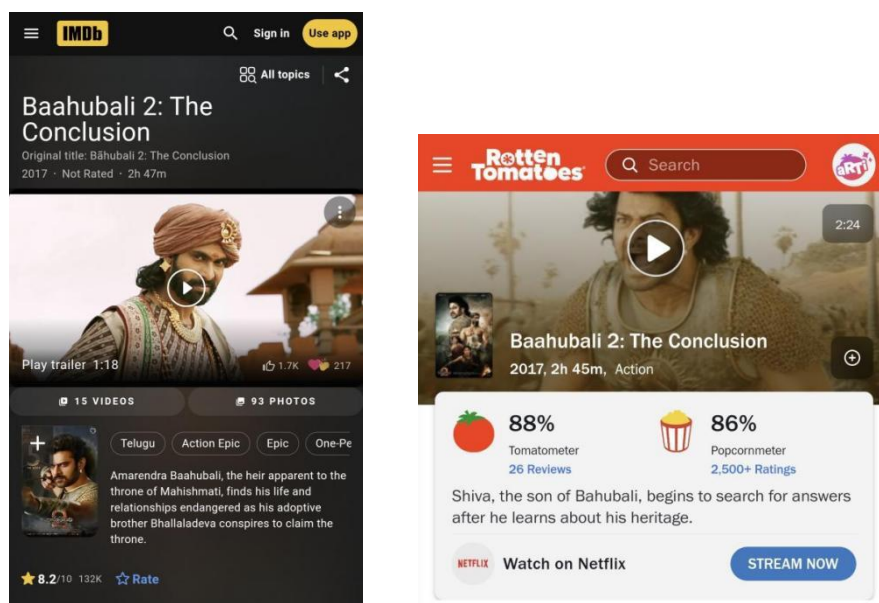 IMDb
Sign in
Use app
All topics
Baahubali 2: The
Conclusion
Original title: Bāhubali 2: The Conclusion
2017 · Not Rated · 2h 47m
Play trailer 1:18
1.7K
217
15 VIDEOS
93 PHOTOS
Telugu
Action Epic
Epic
One-Pe
Amarendra Baahubali, the heir apparent to the
throne of Mahishmati, finds his life and
relationships endangered as his adoptive
brother Bhallaladeva conspires to claim the
throne.
8.2/10 132K
Rate
Rotten
Tomatoes
Search
aRTi
2:24
Baahubali 2: The Conclusion
2017, 2h 45m, Action
88%
Tomatometer
26 Reviews
86%
Popcornmeter
2,500+ Ratings
Shiva, the son of Bahubali, begins to search for answers
after he learns about his heritage.
NETFLIX
Watch on Netflix
STREAM NOW